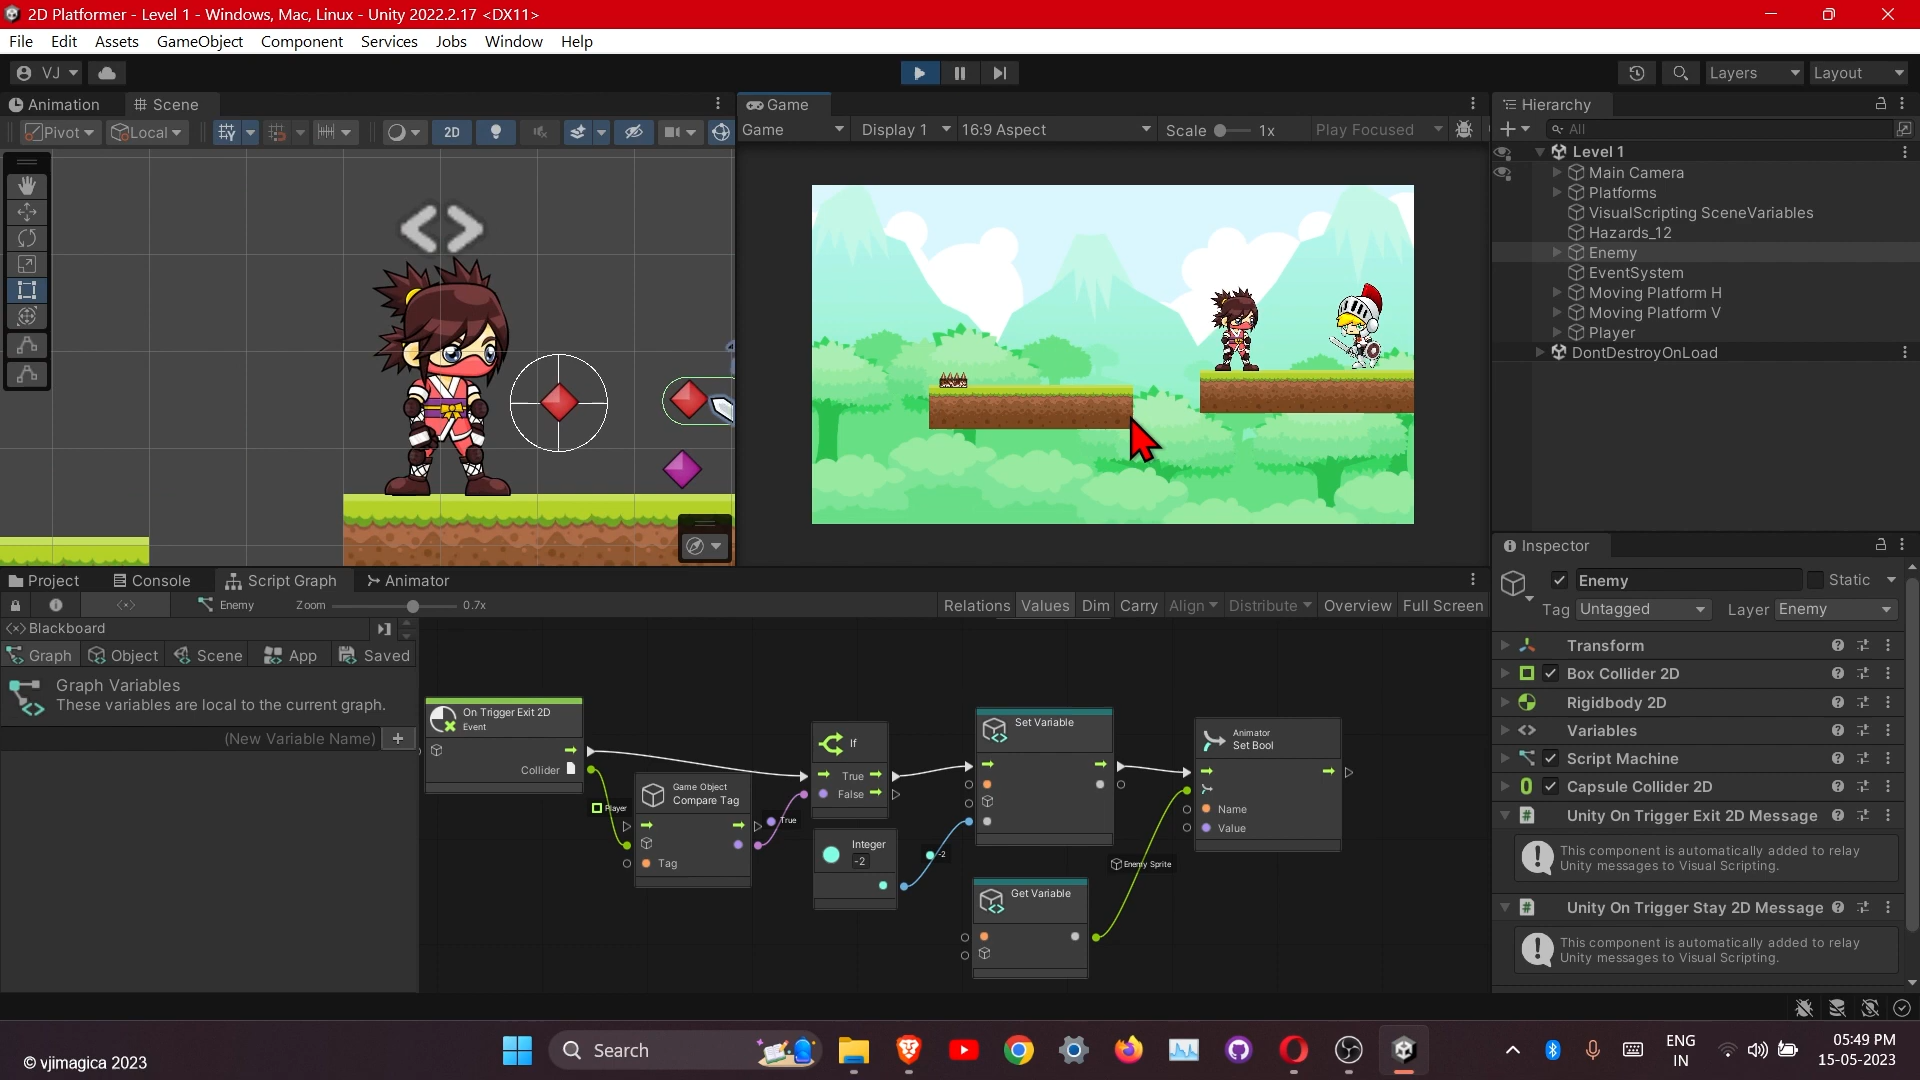 2D Platformer - Level 1 - Windows, Mac, Linux - Unity 2022.2.17 <DX11>
File Edit Assets GameObject Component Services Jobs Window Help
VJ
Layers Layout
Animation Scene
Pivot Local 2D
Game
Game Display 1 16:9 Aspect Scale 1x Play Focused
Hierarchy
All
Level 1
Main Camera
Platforms
VisualScripting SceneVariables
Hazards_12
Enemy
EventSystem
Moving Platform H
Moving Platform V
Player
DontDestroyOnLoad
Project Console Script Graph Animator
Enemy Zoom 0.7x Relations Values Dim Carry Align Distribute Overview Full Screen
Blackboard
Graph Object Scene App Saved
Graph Variables
These variables are local to the current graph.
(New Variable Name)
On Trigger Exit 2D
Event
Collider
Player
Game Object
Compare Tag
Tag
True
If
True
False
Integer
-2
-2
Set Variable
Get Variable
Enemy Sprite
Animator
Set Bool
Name
Value
Inspector
Enemy Static
Tag Untagged Layer Enemy
Transform
Box Collider 2D
Rigidbody 2D
Variables
Script Machine
Capsule Collider 2D
Unity On Trigger Exit 2D Message
This component is automatically added to relay
Unity messages to Visual Scripting.
Unity On Trigger Stay 2D Message
This component is automatically added to relay
Unity messages to Visual Scripting.
© vjimagica 2023
Search
ENG
IN
05:49 PM
15-05-2023